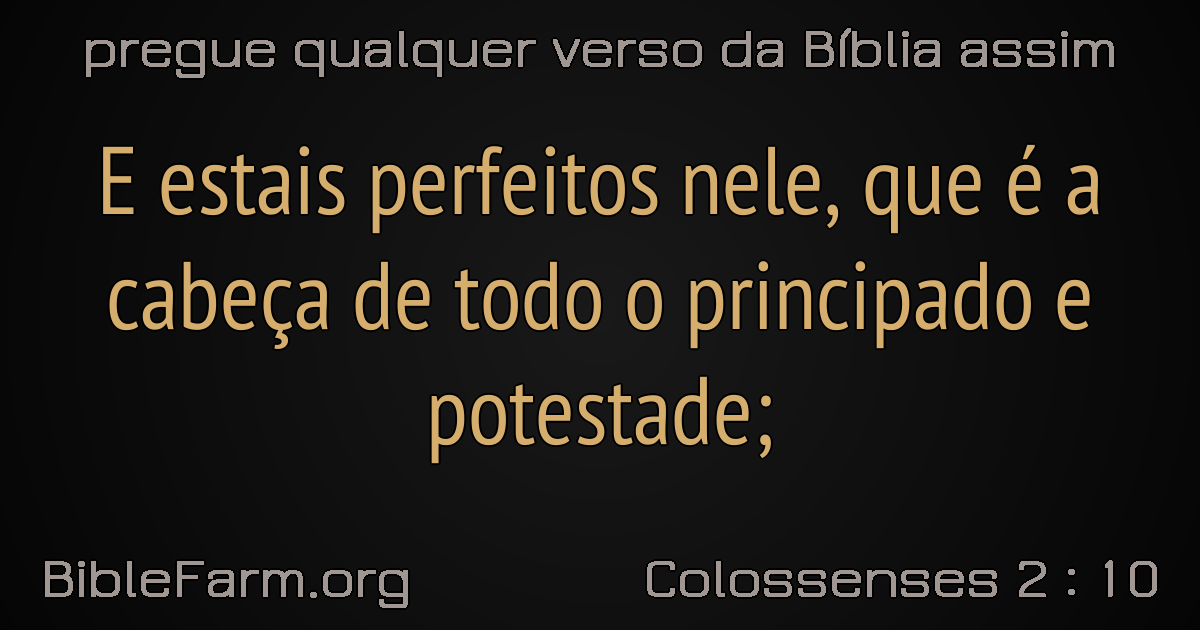 pregue qualquer verso da Bíblia assim
E estais perfeitos nele, que é a
cabeça de todo o principado e
potestade;
BibleFarm.org
Colossenses 2 : 10